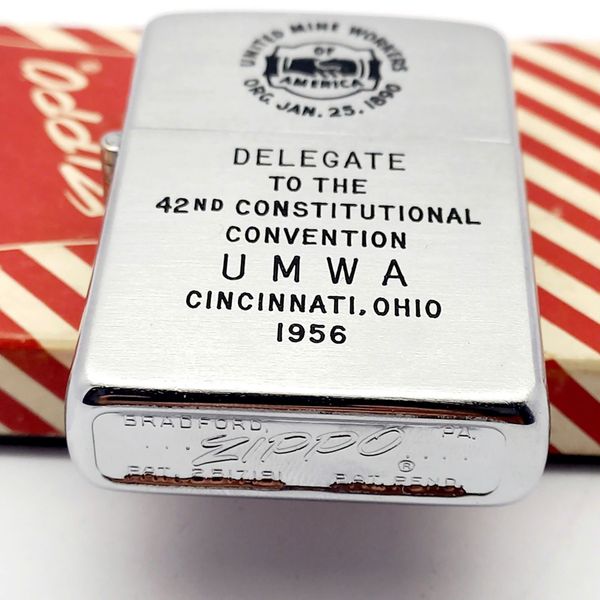 ZIPPO®
UNITED MINE WORKERS
OF
AMERICA
ORG. JAN. 25, 1890
DELEGATE
TO THE
42ND CONSTITUTIONAL
CONVENTION
UMWA
CINCINNATI, OHIO
1956
BRADFORD, PA.
.... ZIPPO ® ....
PAT. 2517191 PAT. PEND.